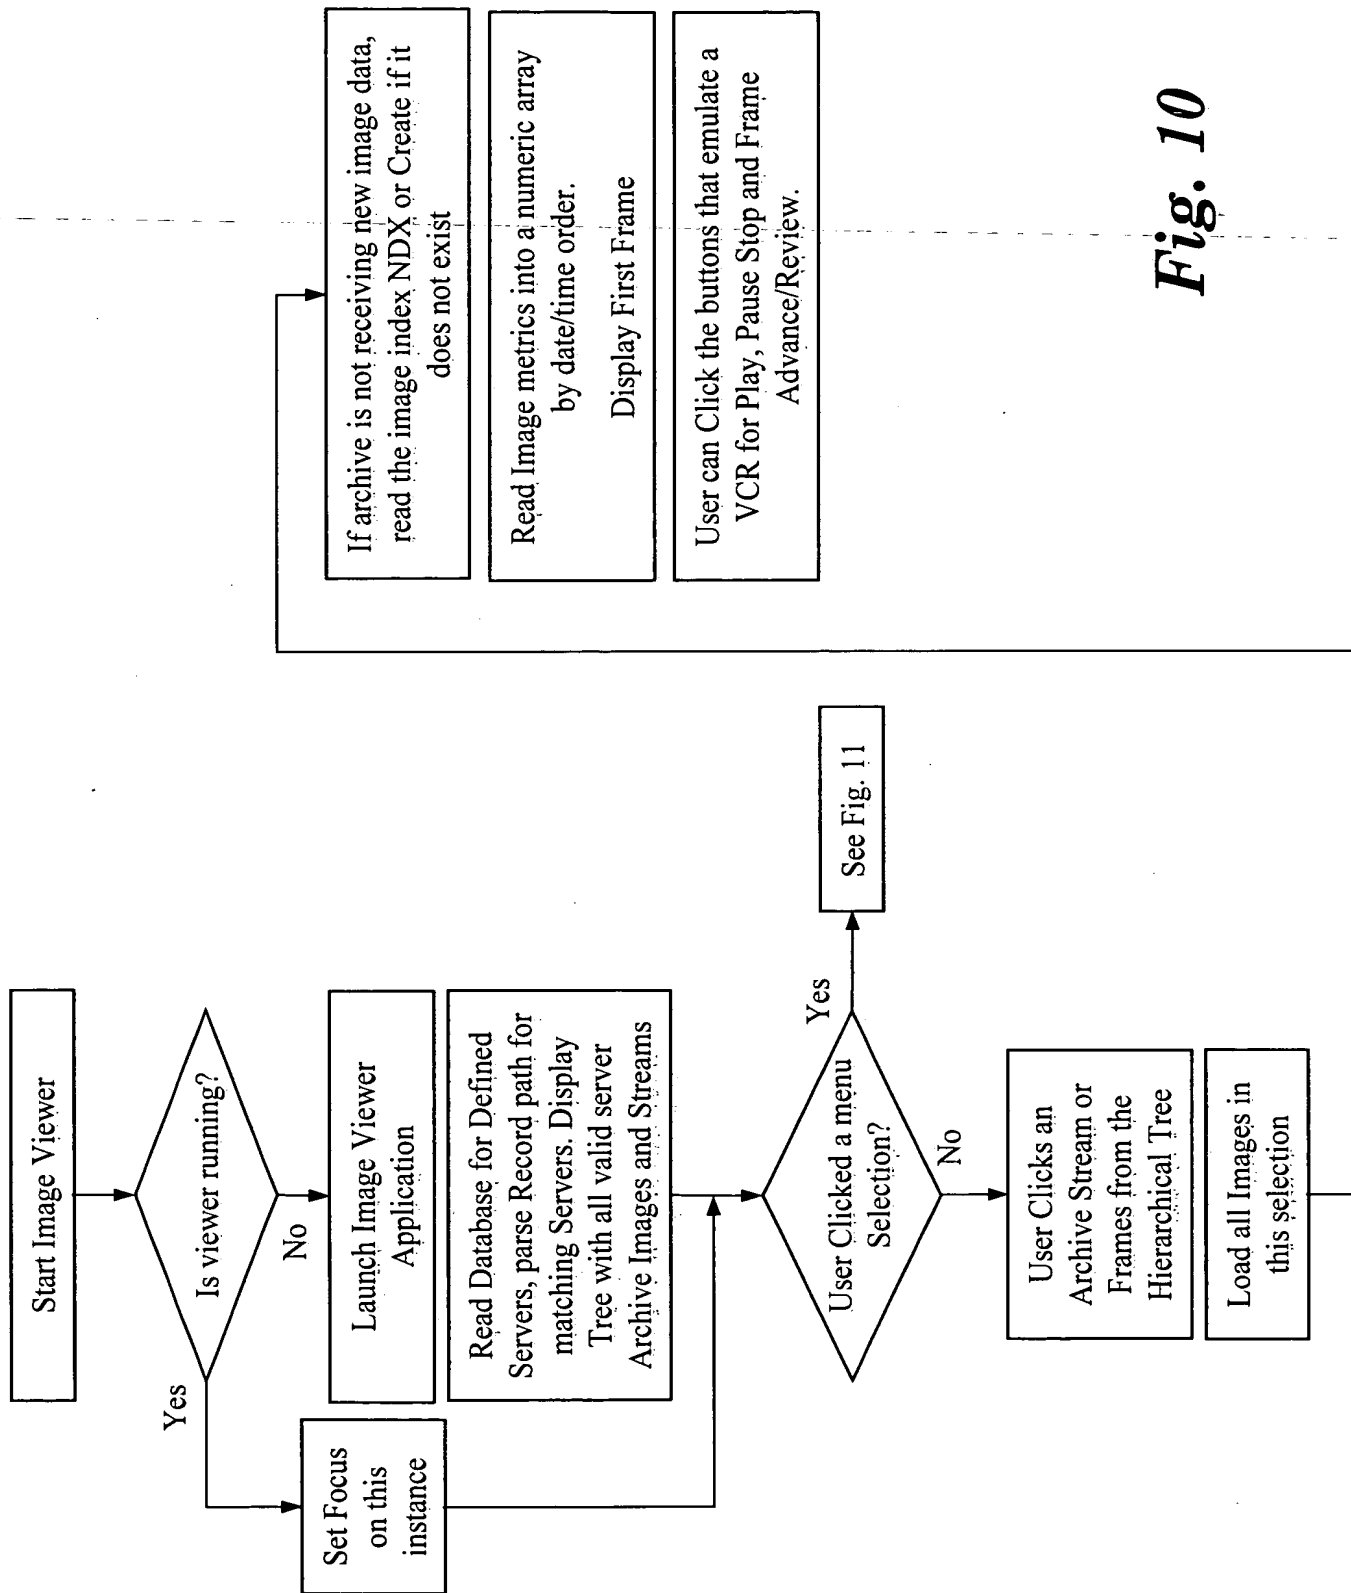 Start Image Viewer
Is viewer running?
Yes
No
Set Focus
on this
instance
Launch Image Viewer
Application
Read Database for Defined
Servers, parse Record path for
matching Servers. Display
Tree with all valid server
Archive Images and Streams
User Clicked a menu
Selection?
Yes
See Fig. 11
No
User Clicks an
Archive Stream or
Frames from the
Hierarchical Tree
Load all Images in
this selection
If archive is not receiving new image data,
read the image index NDX or Create if it
does not exist
Read Image metrics into a numeric array
by date/time order.
Display First Frame
User can Click the buttons that emulate a
VCR for Play, Pause Stop and Frame
Advance/Review.
Fig. 10